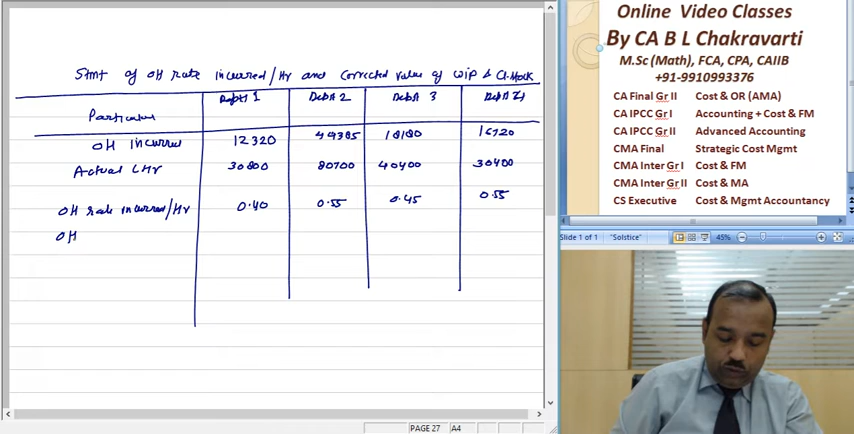 Stmt of OH rate incurred/Hr and Corrected value of WIP & Cl. Stock
Particular Deptt 1 Deptt 2 Deptt 3 Deptt 4
OH incurred 12320 44385 18180 16720
Actual LHr 30800 80700 40400 30400
OH rate incurred/Hr 0.40 0.55 0.45 0.55
OH
PAGE 27 A4
Online Video Classes
By CA B L Chakravarti
M.Sc (Math), FCA, CPA, CAIIB
+91-9910993376
CA Final Gr II Cost & OR (AMA)
CA IPCC Gr I Accounting + Cost & FM
CA IPCC Gr II Advanced Accounting
CMA Final Strategic Cost Mgmt
CMA Inter Gr I Cost & FM
CMA Inter Gr II Cost & MA
CS Executive Cost & Mgmt Accountancy
Slide 1 of 1 "Solstice" 45%